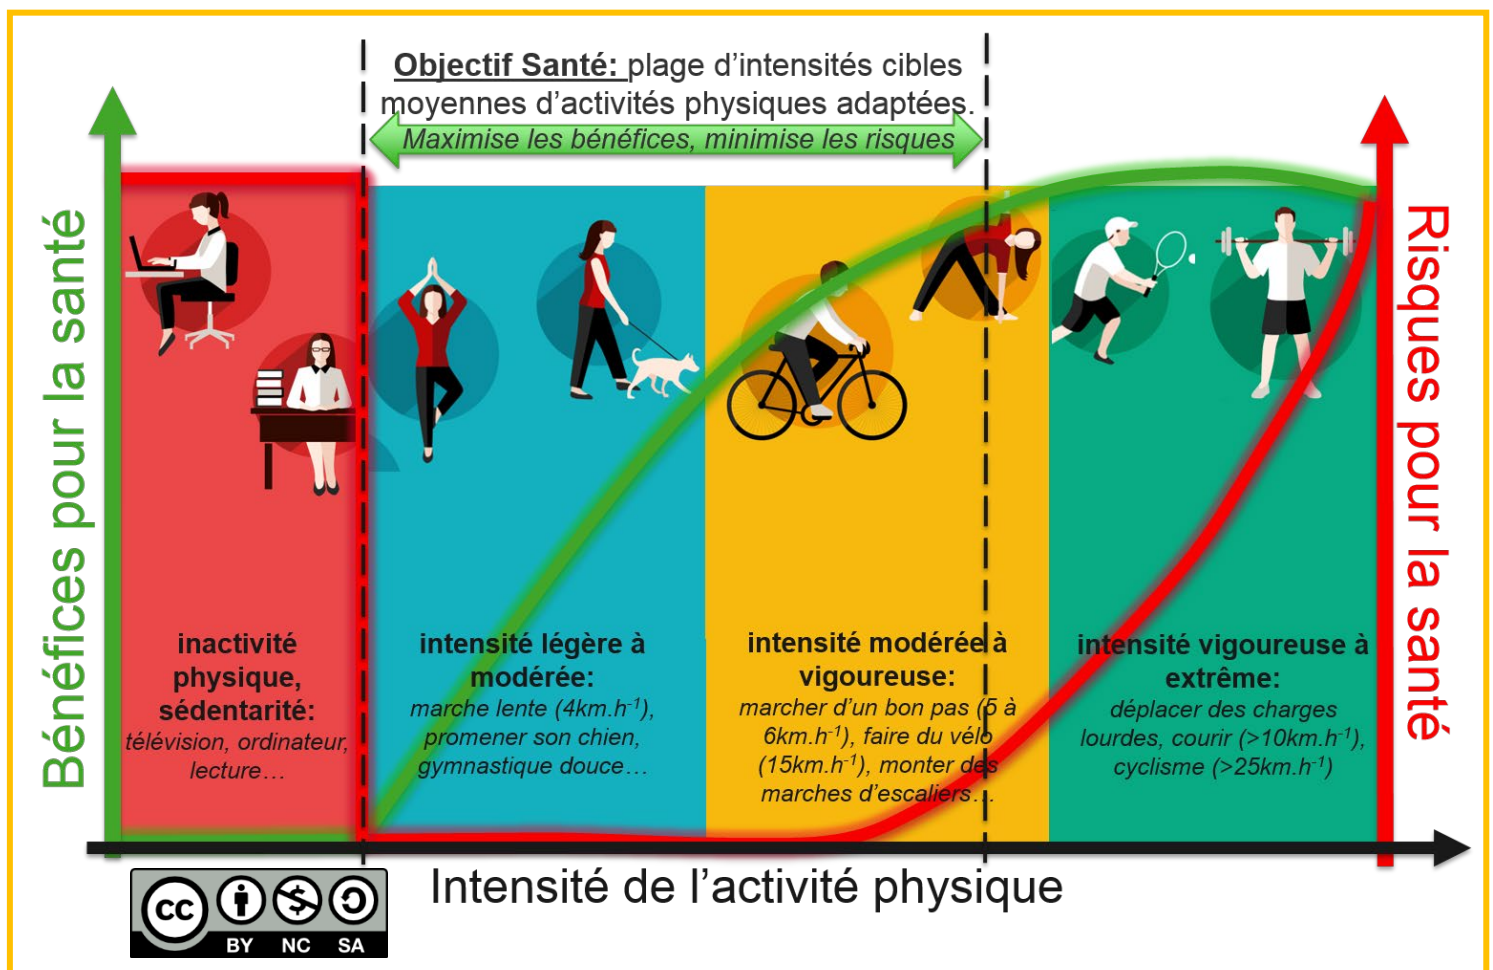 Objectif Santé: plage d'intensités cibles
moyennes d'activités physiques adaptées.
Maximise les bénéfices, minimise les risques
Bénéfices pour la santé
Risques pour la santé
inactivité
physique,
sédentarité:
télévision, ordinateur,
lecture…
intensité légère à
modérée:
marche lente (4km.h⁻¹),
promener son chien,
gymnastique douce…
intensité modérée à
vigoureuse:
marcher d'un bon pas (5 à
6km.h⁻¹), faire du vélo
(15km.h⁻¹), monter des
marches d'escaliers…
intensité vigoureuse à
extrême:
déplacer des charges
lourdes, courir (>10km.h⁻¹),
cyclisme (>25km.h⁻¹)
Intensité de l'activité physique
cc
BY NC SA